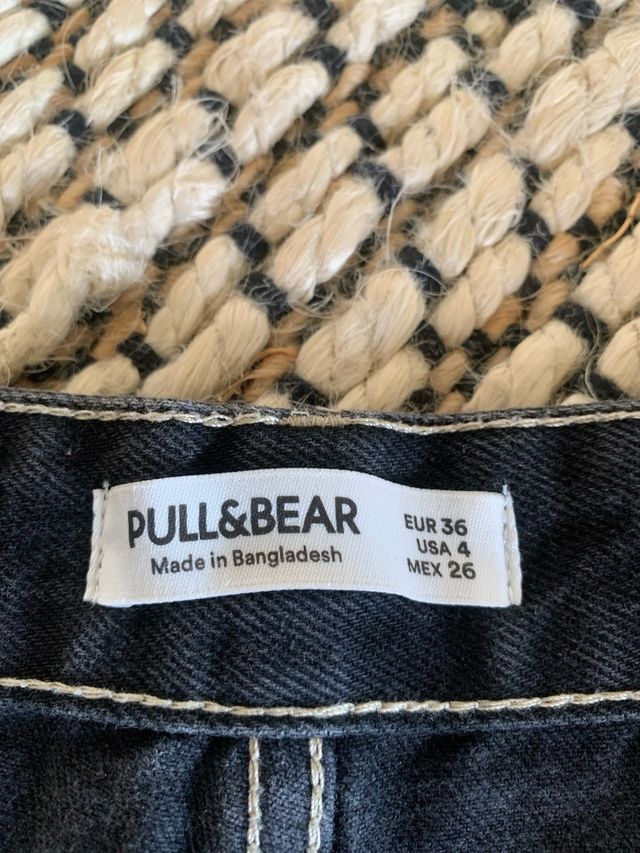 PULL&BEAR
Made in Bangladesh
EUR 36
USA 4
MEX 26